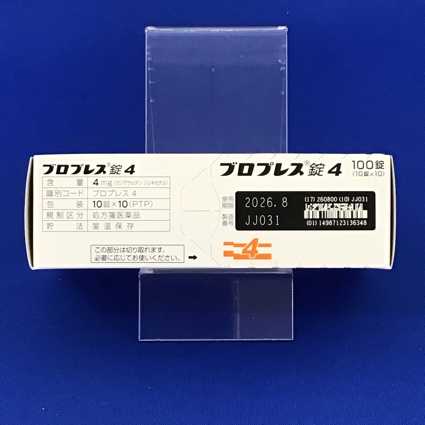 ブロプレス®錠4
含 量 4mg(カンデサルタン シレキセチル)
識別コード ブロプレス4
包 装 10錠×10(PTP)
規制区分 処方箋医薬品
貯 法 室温保存
この部分は切り取れます。
必要に応じてお使いください。 →
ブロプレス®錠4 100錠
(10錠×10)
使用
期限 2026.8
製造
番号 JJ031
(17) 260800 (10) JJ031
(01) 14987123136348
4